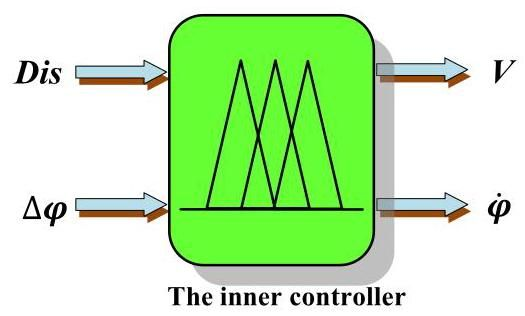 Dis V
Δφ φ̇
The inner controller